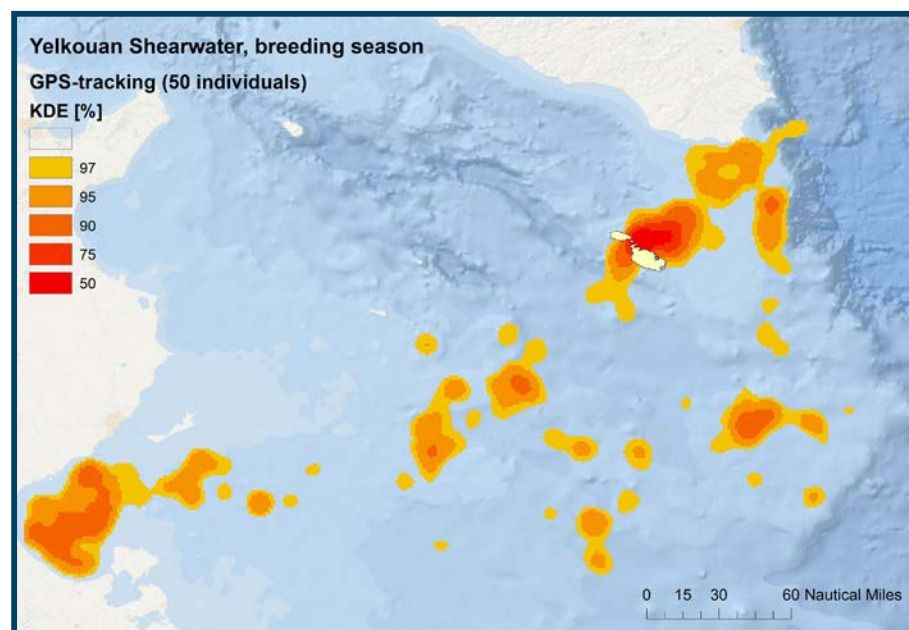 Yelkouan Shearwater, breeding season
GPS-tracking (50 individuals)
KDE [%]
97
95
90
75
50
0 15 30 60 Nautical Miles